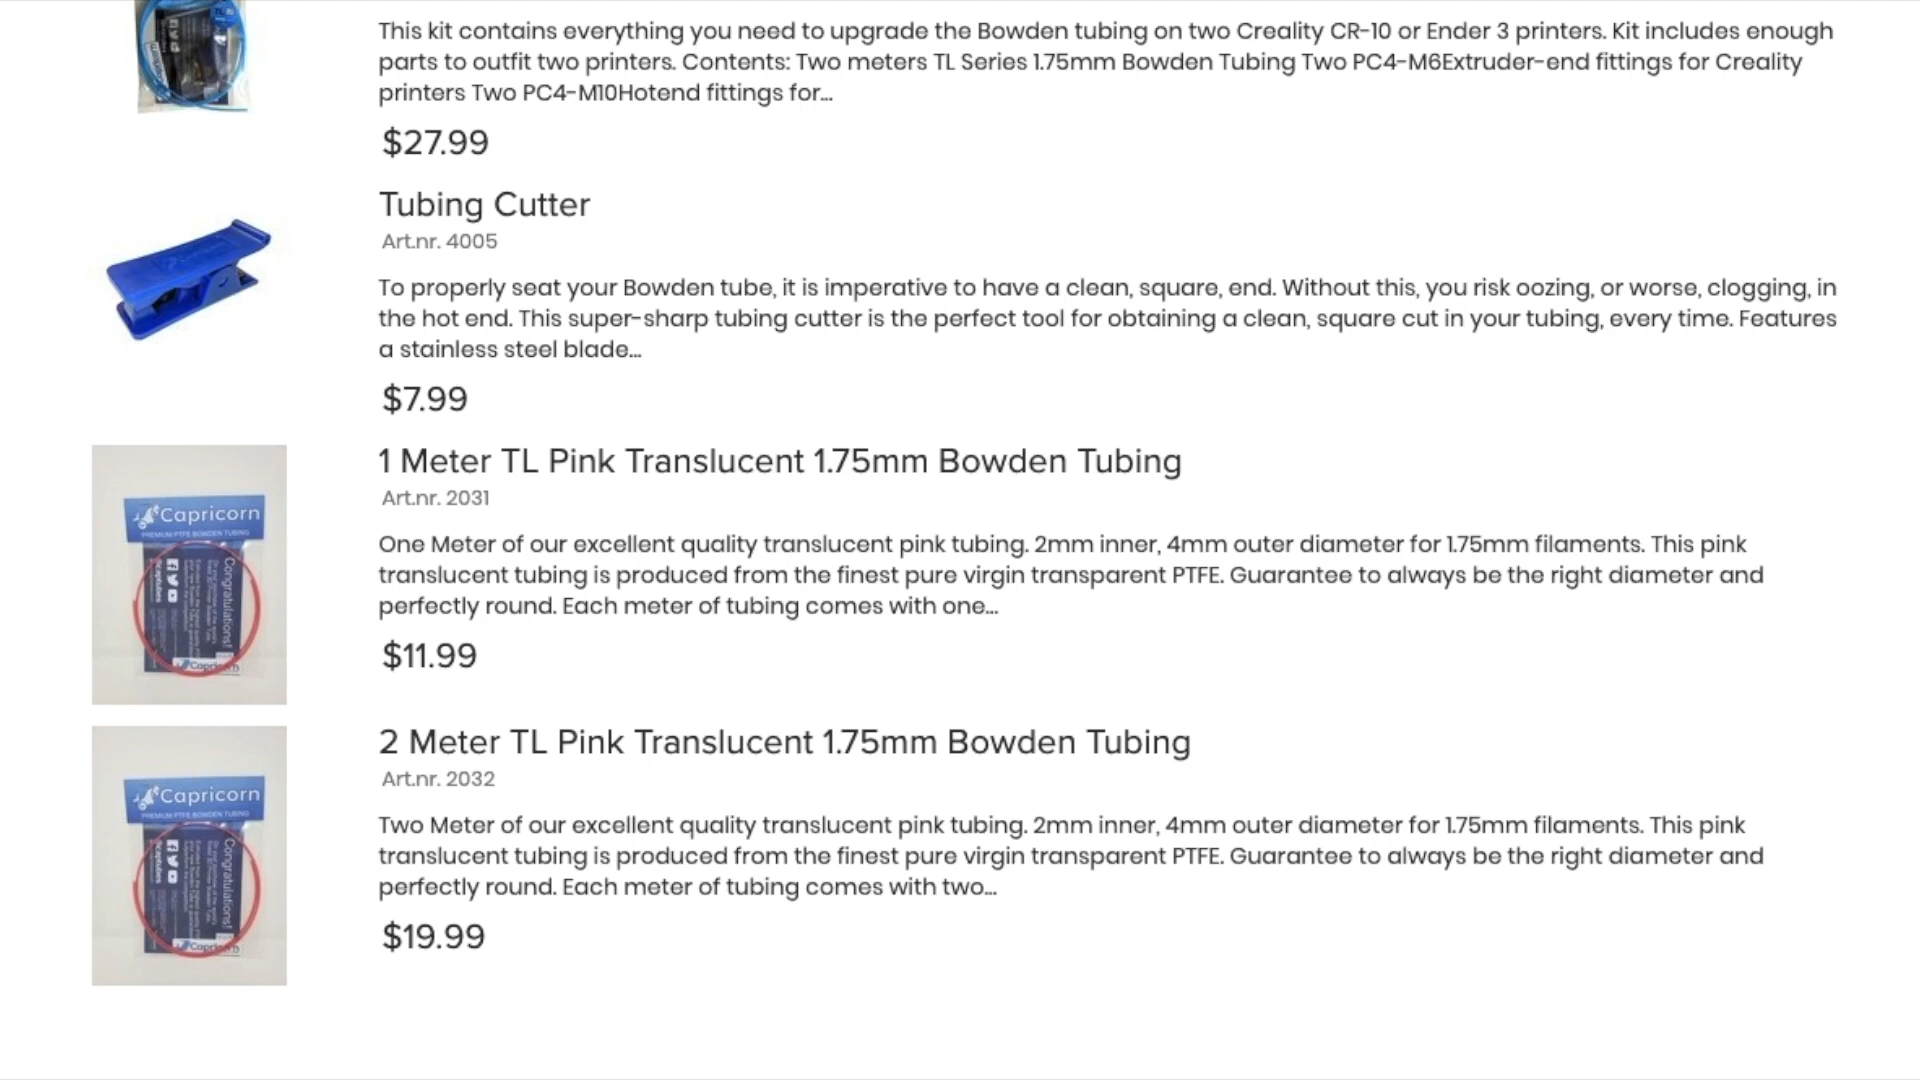 This kit contains everything you need to upgrade the Bowden tubing on two Creality CR-10 or Ender 3 printers. Kit includes enough
parts to outfit two printers. Contents: Two meters TL Series 1.75mm Bowden Tubing Two PC4-M6Extruder-end fittings for Creality
printers Two PC4-M10Hotend fittings for...
$27.99
Tubing Cutter
Art.nr. 4005
To properly seat your Bowden tube, it is imperative to have a clean, square, end. Without this, you risk oozing, or worse, clogging, in
the hot end. This super-sharp tubing cutter is the perfect tool for obtaining a clean, square cut in your tubing, every time. Features
a stainless steel blade...
$7.99
1 Meter TL Pink Translucent 1.75mm Bowden Tubing
Art.nr. 2031
One Meter of our excellent quality translucent pink tubing. 2mm inner, 4mm outer diameter for 1.75mm filaments. This pink
translucent tubing is produced from the finest pure virgin transparent PTFE. Guarantee to always be the right diameter and
perfectly round. Each meter of tubing comes with one...
$11.99
Capricorn
PREMIUM PTFE BOWDEN TUBING
Congratulations!
@captubes
2 Meter TL Pink Translucent 1.75mm Bowden Tubing
Art.nr. 2032
Two Meter of our excellent quality translucent pink tubing. 2mm inner, 4mm outer diameter for 1.75mm filaments. This pink
translucent tubing is produced from the finest pure virgin transparent PTFE. Guarantee to always be the right diameter and
perfectly round. Each meter of tubing comes with two...
$19.99
Capricorn
PREMIUM PTFE BOWDEN TUBING
Congratulations!
@captubes